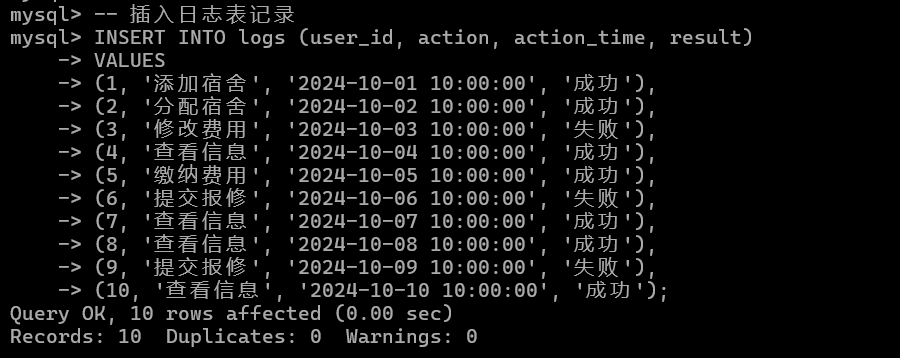 mysql> -- 插入日志表记录
mysql> INSERT INTO logs (user_id, action, action_time, result)
    -> VALUES
    -> (1, '添加宿舍', '2024-10-01 10:00:00', '成功'),
    -> (2, '分配宿舍', '2024-10-02 10:00:00', '成功'),
    -> (3, '修改费用', '2024-10-03 10:00:00', '失败'),
    -> (4, '查看信息', '2024-10-04 10:00:00', '成功'),
    -> (5, '缴纳费用', '2024-10-05 10:00:00', '成功'),
    -> (6, '提交报修', '2024-10-06 10:00:00', '失败'),
    -> (7, '查看信息', '2024-10-07 10:00:00', '成功'),
    -> (8, '查看信息', '2024-10-08 10:00:00', '成功'),
    -> (9, '提交报修', '2024-10-09 10:00:00', '失败'),
    -> (10, '查看信息', '2024-10-10 10:00:00', '成功');
Query OK, 10 rows affected (0.00 sec)
Records: 10  Duplicates: 0  Warnings: 0